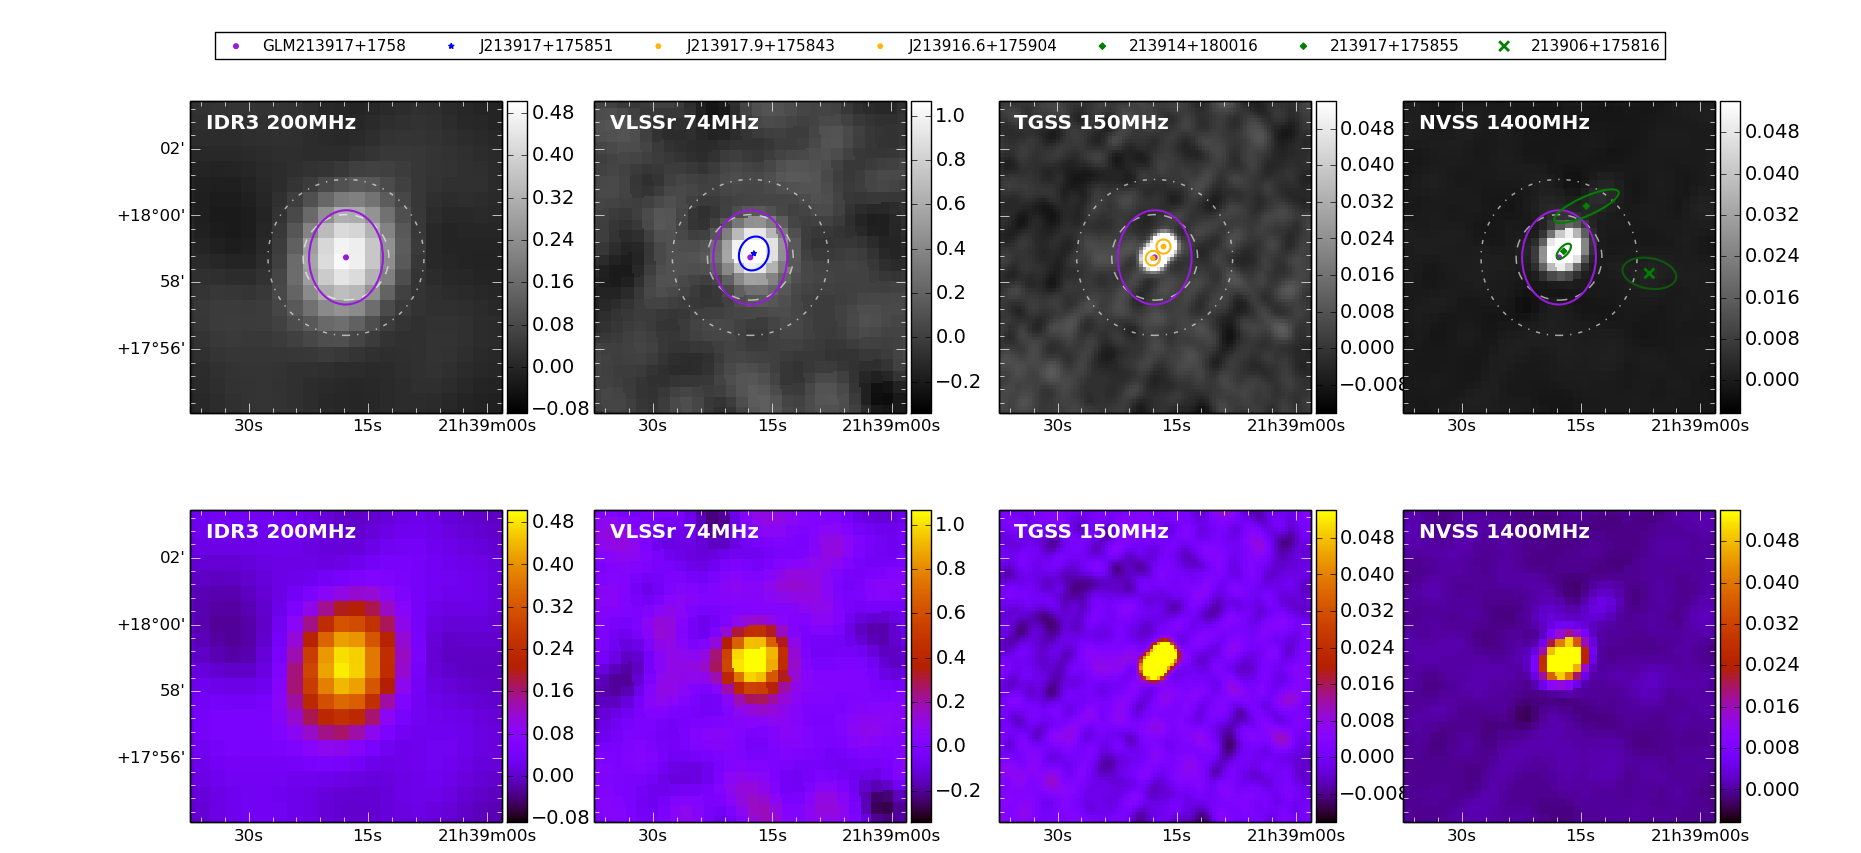 GLM213917+1758 J213917+175851 J213917.9+175843 J213916.6+175904 213914+180016 213917+175855 213906+175816
IDR3 200MHz VLSSr 74MHz TGSS 150MHz NVSS 1400MHz
02' +18°00' 58' +17°56'
0.48 0.40 0.32 0.24 0.16 0.08 0.00 −0.08
1.0 0.8 0.6 0.4 0.2 0.0 −0.2
0.048 0.040 0.032 0.024 0.016 0.008 0.000 −0.008
0.048 0.040 0.032 0.024 0.016 0.008 0.000
30s 15s 21h39m00s 30s 15s 21h39m00s 30s 15s 21h39m00s 30s 15s 21h39m00s
IDR3 200MHz VLSSr 74MHz TGSS 150MHz NVSS 1400MHz
02' +18°00' 58' +17°56'
0.48 0.40 0.32 0.24 0.16 0.08 0.00 −0.08
1.0 0.8 0.6 0.4 0.2 0.0 −0.2
0.048 0.040 0.032 0.024 0.016 0.008 0.000 −0.008
0.048 0.040 0.032 0.024 0.016 0.008 0.000
30s 15s 21h39m00s 30s 15s 21h39m00s 30s 15s 21h39m00s 30s 15s 21h39m00s